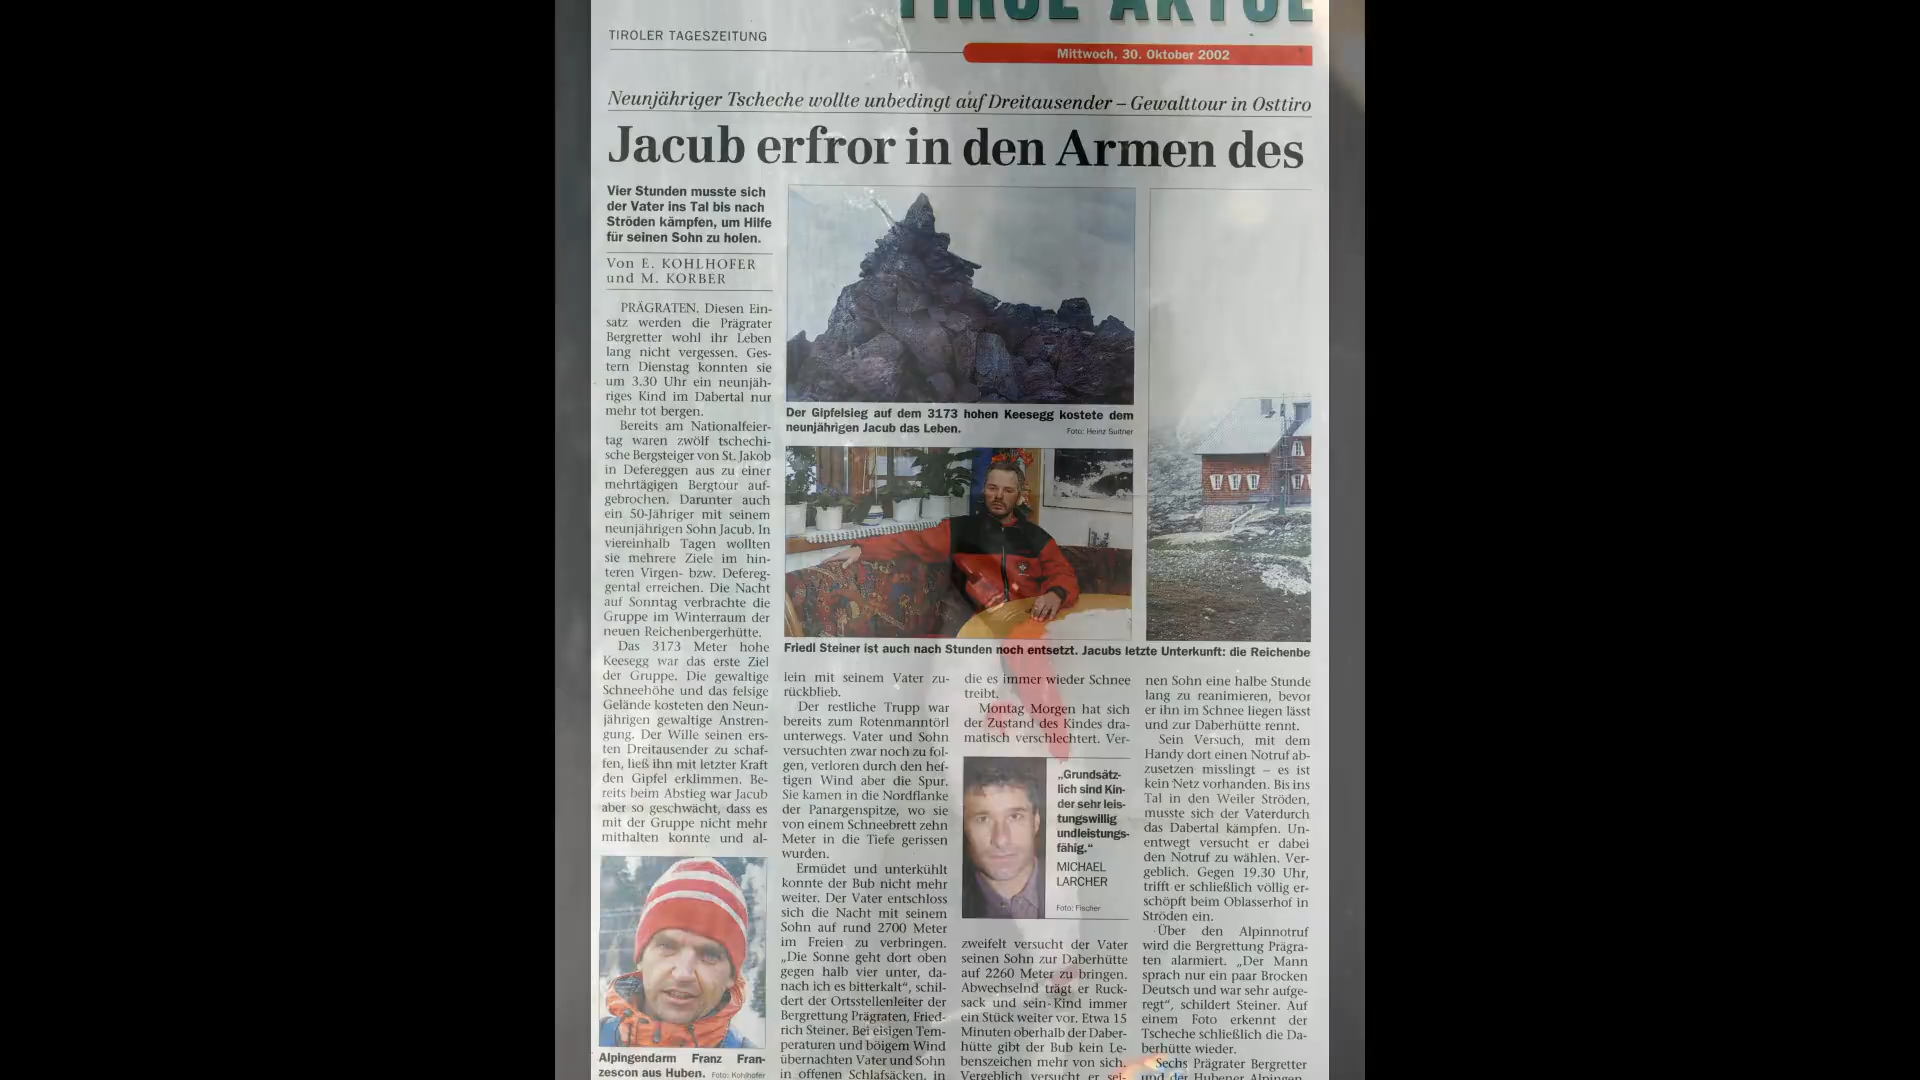 TIROL AKTUE
TIROLER TAGESZEITUNG
Mittwoch, 30. Oktober 2002
Neunjähriger Tscheche wollte unbedingt auf Dreitausender – Gewalttour in Osttiro
Jacub erfror in den Armen des
Vier Stunden musste sich
der Vater ins Tal bis nach
Ströden kämpfen, um Hilfe
für seinen Sohn zu holen.
Von E. KOHLHOFER
und M. KORBER
PRÄGRATEN. Diesen Ein-
satz werden die Prägrater
Bergretter wohl ihr Leben
lang nicht vergessen. Ges-
tern Dienstag konnten sie
um 3.30 Uhr ein neunjäh-
riges Kind im Dabertal nur
mehr tot bergen.
Bereits am Nationalfeier-
tag waren zwölf tschechi-
sche Bergsteiger von St. Jakob
in Defereggen aus zu einer
mehrtägigen Bergtour auf-
gebrochen. Darunter auch
ein 50-Jähriger mit seinem
neunjährigen Sohn Jacub. In
viereinhalb Tagen wollten
sie mehrere Ziele im hin-
teren Virgen- bzw. Defereg-
gental erreichen. Die Nacht
auf Sonntag verbrachte die
Gruppe im Winterraum der
neuen Reichenbergerhütte.
Das 3173 Meter hohe
Keesegg war das erste Ziel
der Gruppe. Die gewaltige
Schneehöhe und das felsige
Gelände kosteten den Neun-
jährigen gewaltige Anstren-
gung. Der Wille seinen ers-
ten Dreitausender zu schaf-
fen, ließ ihn mit letzter Kraft
den Gipfel erklimmen. Be-
reits beim Abstieg war Jacub
aber so geschwächt, dass es
mit der Gruppe nicht mehr
mithalten konnte und al-
Alpingendarm Franz Fran-
zescon aus Huben. Foto: Kohlhofer
Der Gipfelsieg auf dem 3173 hohen Keesegg kostete dem
neunjährigen Jacub das Leben.
Foto: Heinz Suitner
Friedl Steiner ist auch nach Stunden noch entsetzt. Jacubs letzte Unterkunft: die Reichenbe
lein mit seinem Vater zu-
rückblieb.
Der restliche Trupp war
bereits zum Rotenmanntörl
unterwegs. Vater und Sohn
versuchten zwar noch zu fol-
gen, verloren durch den hef-
tigen Wind aber die Spur.
Sie kamen in die Nordflanke
der Panargenspitze, wo sie
von einem Schneebrett zehn
Meter in die Tiefe gerissen
wurden.
Ermüdet und unterkühlt
konnte der Bub nicht mehr
weiter. Der Vater entschloss
sich die Nacht mit seinem
Sohn auf rund 2700 Meter
im Freien zu verbringen.
„Die Sonne geht dort oben
gegen halb vier unter, da-
nach ich es bitterkalt“, schil-
dert der Ortsstellenleiter der
Bergrettung Prägraten, Fried-
rich Steiner. Bei eisigen Tem-
peraturen und böigem Wind
übernachten Vater und Sohn
in offenen Schlafsäcken, in
die es immer wieder Schnee
treibt.
Montag Morgen hat sich
der Zustand des Kindes dra-
matisch verschlechtert. Ver-
„Grundsätz-
lich sind Kin-
der sehr leis-
tungswillig
undleistungs-
fähig.“
MICHAEL
LARCHER
Foto: Fischer
zweifelt versucht der Vater
seinen Sohn zur Daberhütte
auf 2260 Meter zu bringen.
Abwechselnd trägt er Ruck-
sack und sein Kind immer
ein Stück weiter vor. Etwa 15
Minuten oberhalb der Daber-
hütte gibt der Bub kein Le-
benszeichen mehr von sich.
Vergeblich versucht er sei-
nen Sohn eine halbe Stunde
lang zu reanimieren, bevor
er ihn im Schnee liegen lässt
und zur Daberhütte rennt.
Sein Versuch, mit dem
Handy dort einen Notruf ab-
zusetzen misslingt – es ist
kein Netz vorhanden. Bis ins
Tal in den Weiler Ströden,
musste sich der Vaterdurch
das Dabertal kämpfen. Un-
entwegt versucht er dabei
den Notruf zu wählen. Ver-
geblich. Gegen 19.30 Uhr,
trifft er schließlich völlig er-
schöpft beim Oblasserhof in
Ströden ein.
Über den Alpinnotruf
wird die Bergrettung Prägra-
ten alarmiert. „Der Mann
sprach nur ein paar Brocken
Deutsch und war sehr aufge-
regt“, schildert Steiner. Auf
einem Foto erkennt der
Tscheche schließlich die Da-
berhütte wieder.
Sechs Prägrater Bergretter
und der Hubener Alpingen-